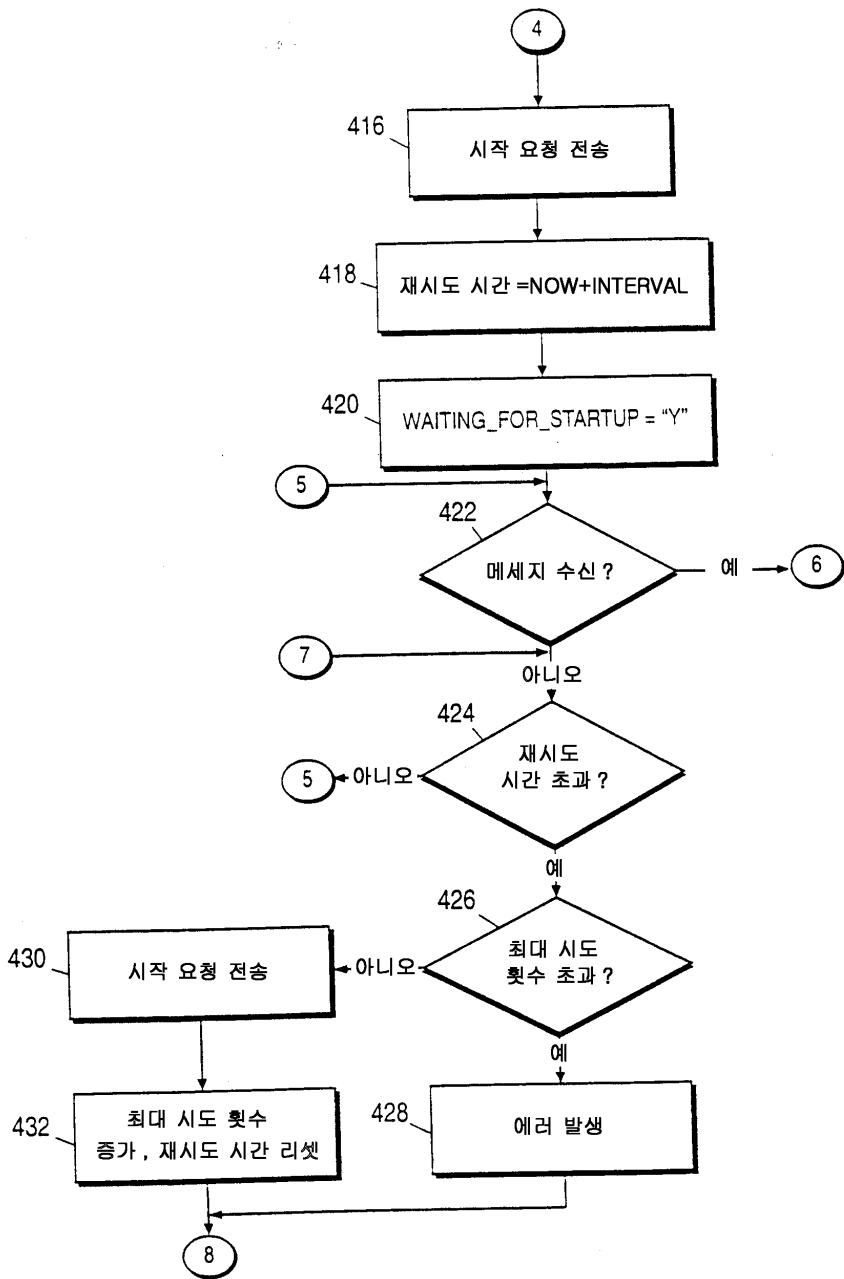 4
416
시작 요청 전송
418
재시도 시간 =NOW+INTERVAL
420
WAITING_FOR_STARTUP = “Y”
5
422
메세지 수신 ?
예
6
7
아니오
424
재시도
시간 초과 ?
아니오
5
예
426
최대 시도
횟수 초과 ?
아니오
430
시작 요청 전송
예
432
최대 시도 횟수
증가 , 재시도 시간 리셋
428
에러 발생
8